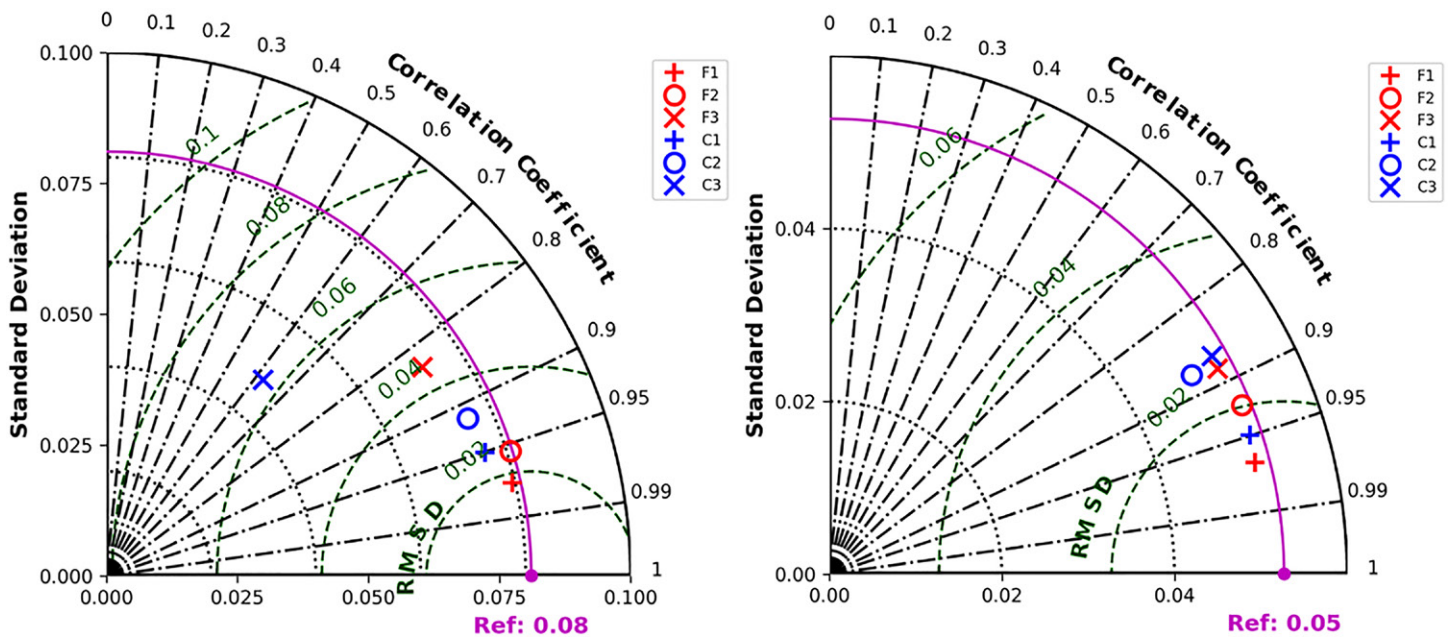 0 0.1 0.2 0.3 0.4 0.5 0.6 0.7 0.8 0.9 0.95 0.99 1
Correlation Coefficient
Standard Deviation
0.100
0.075
0.050
0.025
0.000
0.1
0.08
0.06
0.04
0.02
RMSD
0.000 0.025 0.050 0.075 0.100
Ref: 0.08
F1
F2
F3
C1
C2
C3
0 0.1 0.2 0.3 0.4 0.5 0.6 0.7 0.8 0.9 0.95 0.99 1
Correlation Coefficient
Standard Deviation
0.04
0.02
0.00
0.06
0.04
0.02
RMSD
0.00 0.02 0.04
Ref: 0.05
F1
F2
F3
C1
C2
C3